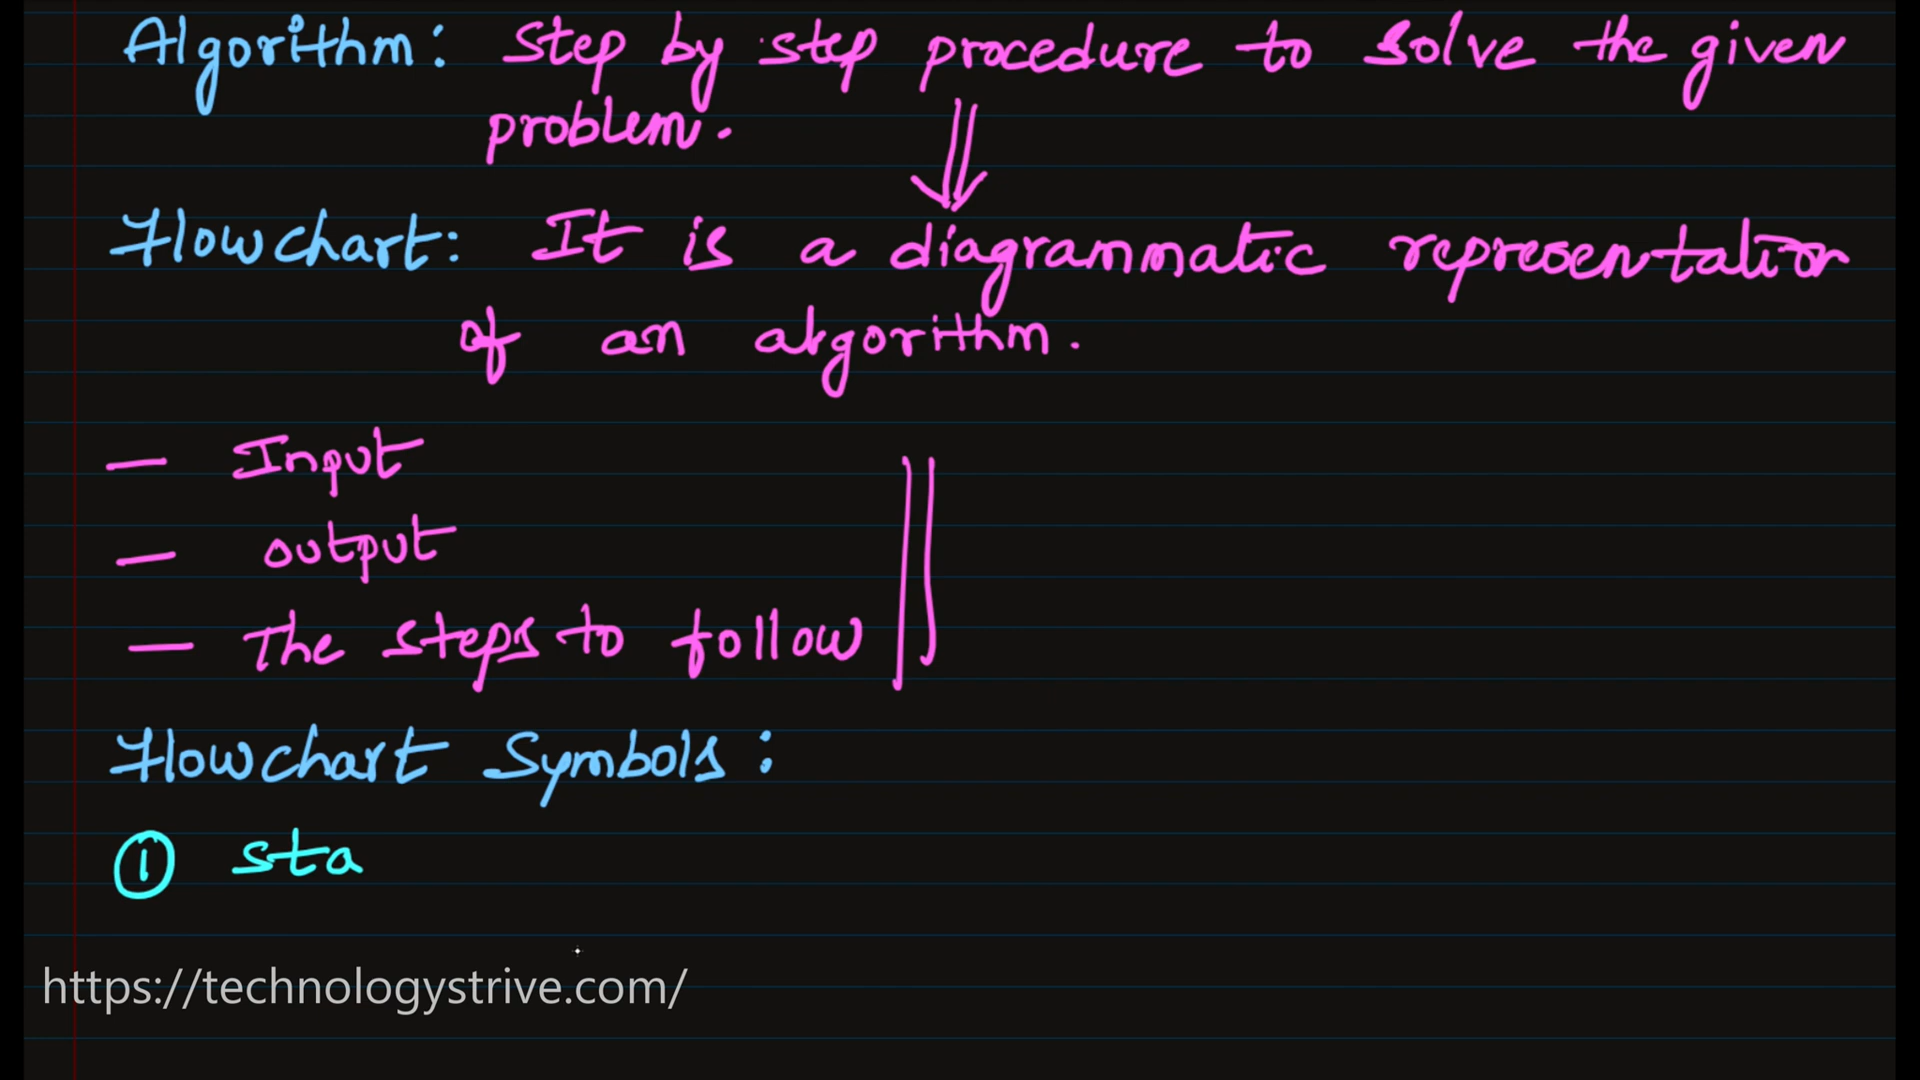 Algorithm: Step by step procedure to solve the given
problem.
Flowchart: It is a diagrammatic representation
of an algorithm.
— Input
— output
— The steps to follow
Flowchart Symbols:
① sta
https://technologystrive.com/